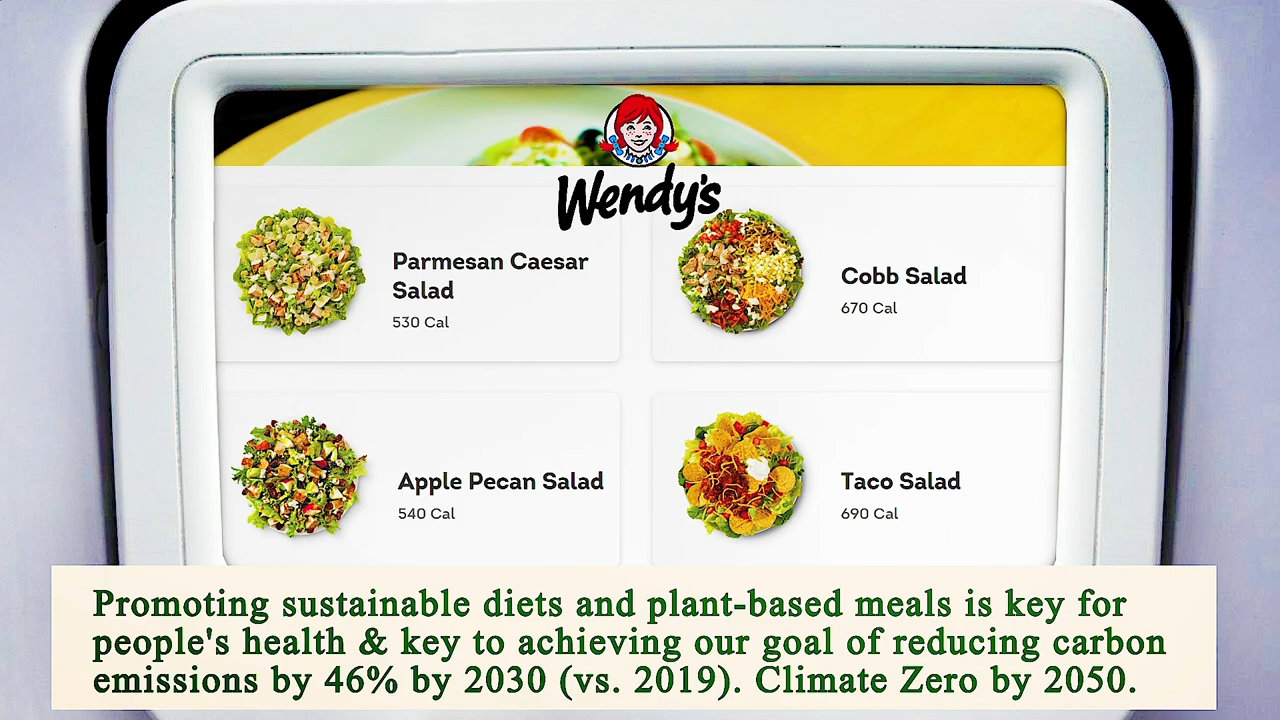 Wendy's
Parmesan Caesar
Salad
530 Cal
Cobb Salad
670 Cal
Apple Pecan Salad
540 Cal
Taco Salad
690 Cal
Promoting sustainable diets and plant-based meals is key for
people's health & key to achieving our goal of reducing carbon
emissions by 46% by 2030 (vs. 2019). Climate Zero by 2050.